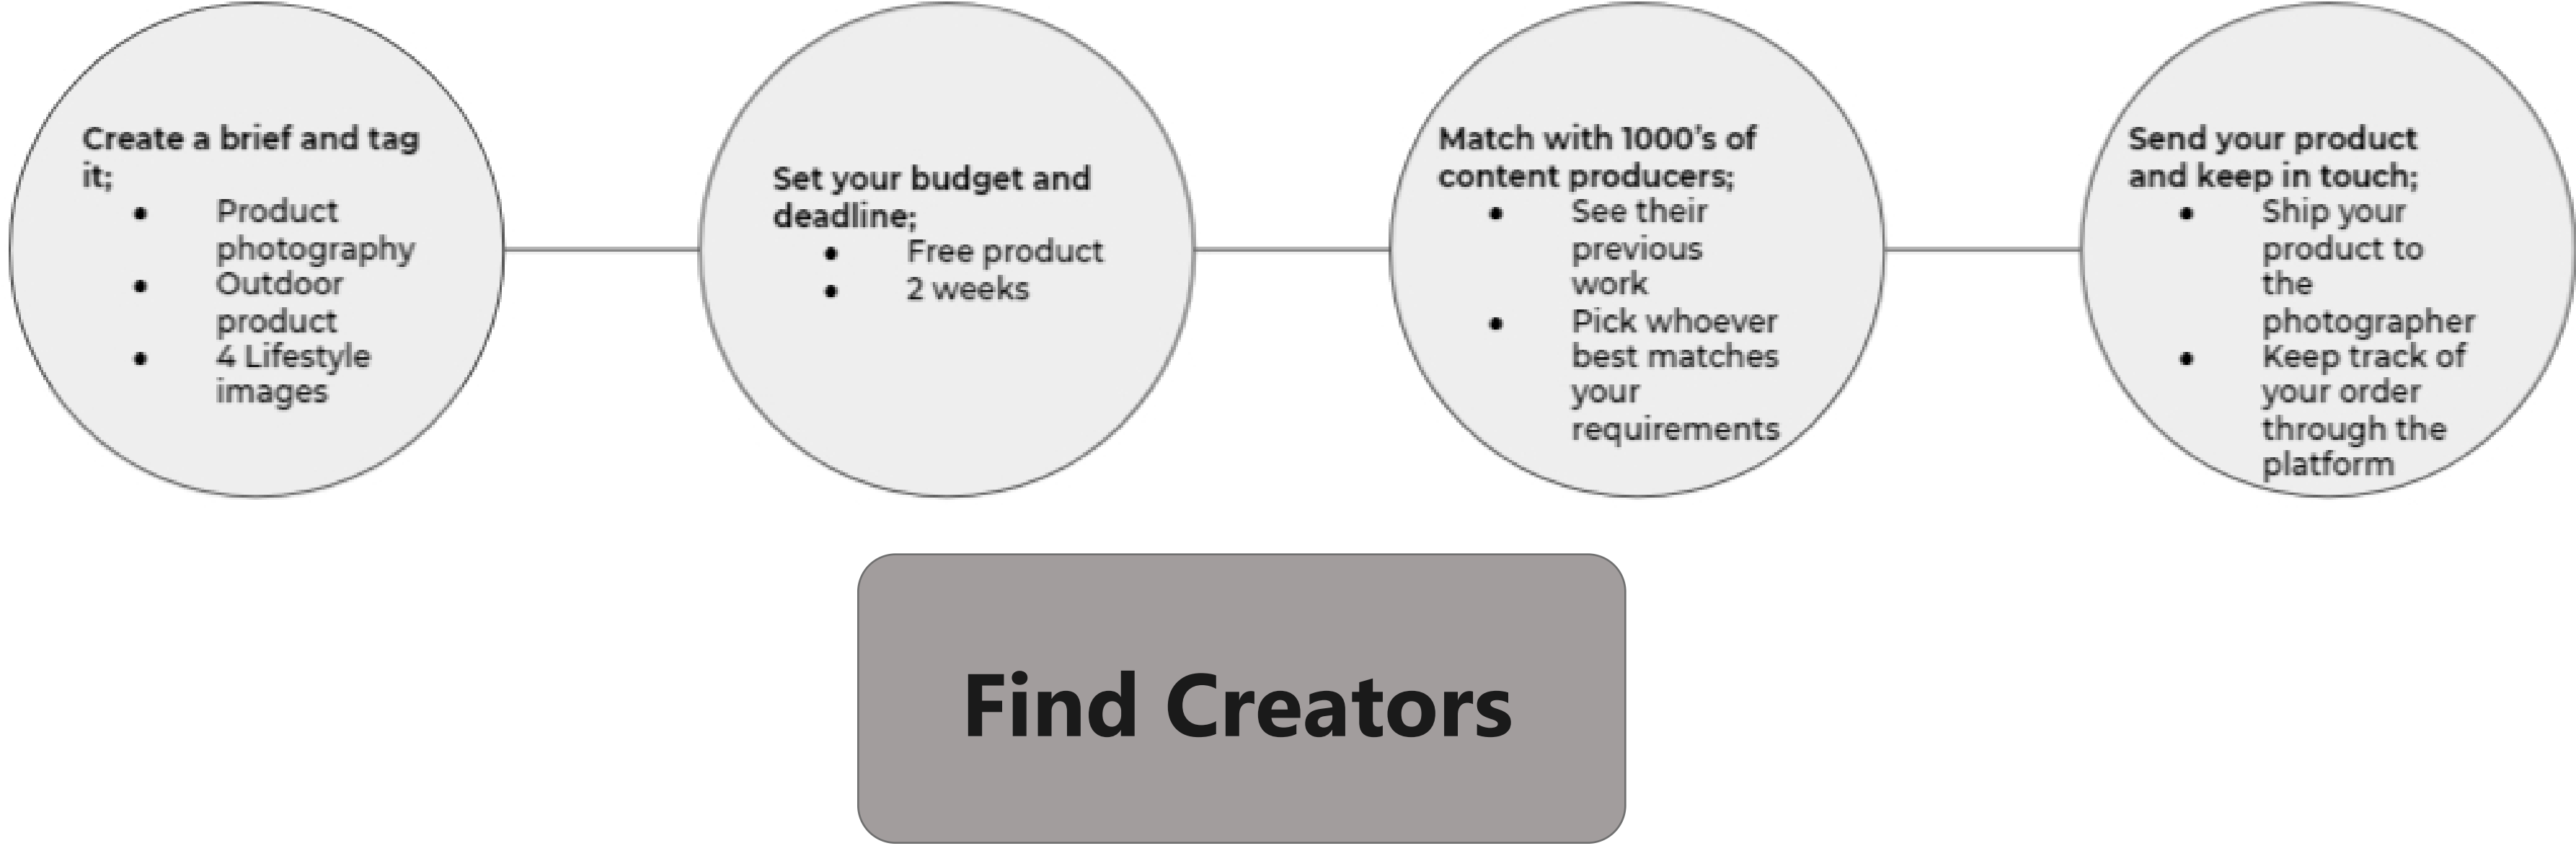 Create a brief and tag
it;
• Product
photography
• Outdoor
product
• 4 Lifestyle
images
Set your budget and
deadline;
• Free product
• 2 weeks
Match with 1000's of
content producers;
• See their
previous
work
• Pick whoever
best matches
your
requirements
Send your product
and keep in touch;
• Ship your
product to
the
photographer
• Keep track of
your order
through the
platform
Find Creators